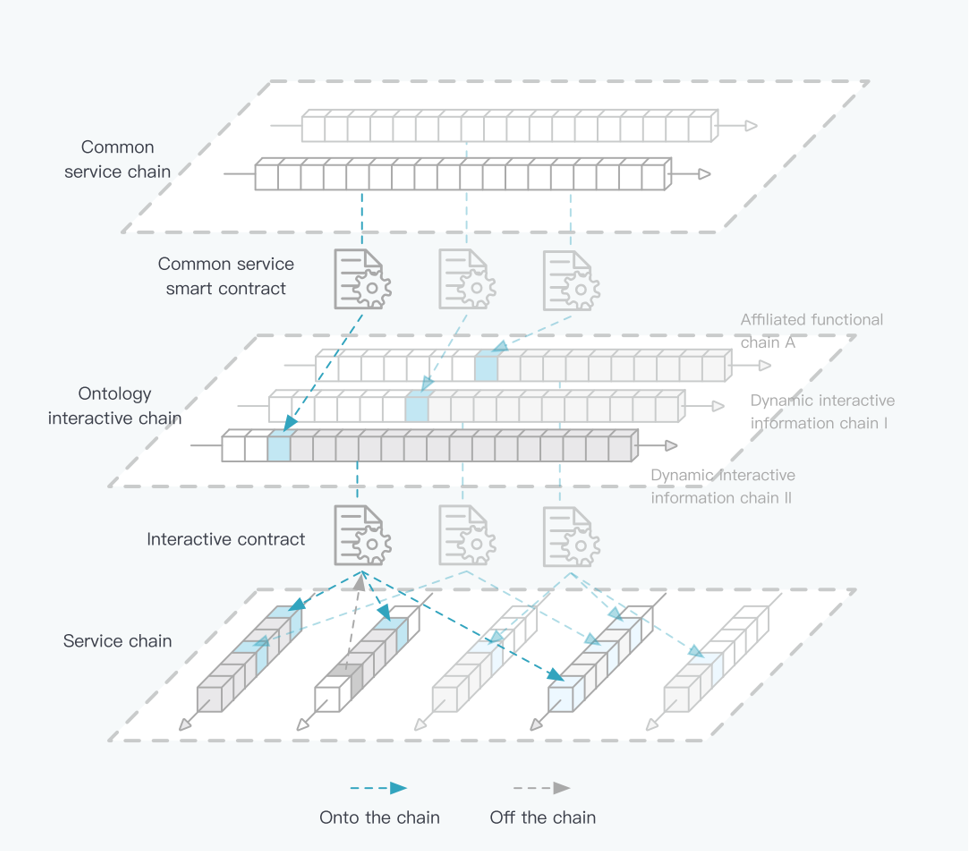 Common
service chain
Common service
smart contract
Affiliated functional
chain A
Ontology
interactive chain
Dynamic interactive
information chain I
Dynamic interactive
information chain II
Interactive contract
Service chain
Onto the chain
Off the chain